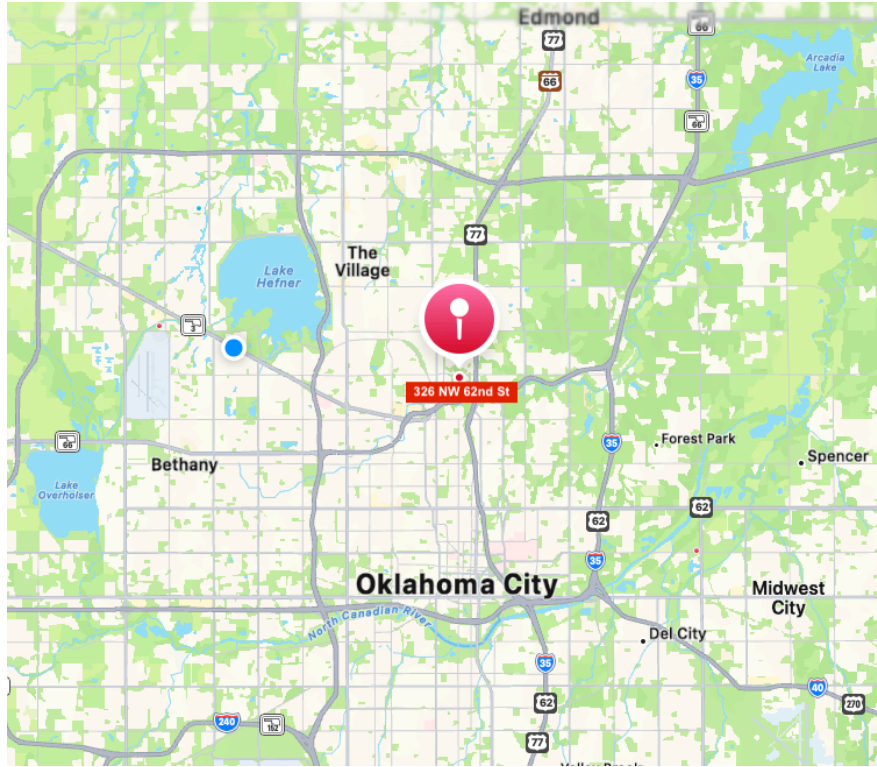 Edmond
66
77
Arcadia
Lake
66
35
66
77
The
Village
Lake
Hefner
3
326 NW 62nd St
66
35
Forest Park
Bethany
Spencer
Lake
Overholser
62
62
35
Oklahoma City
Midwest
City
North Canadian River
Del City
35
40
62
270
240
152
77